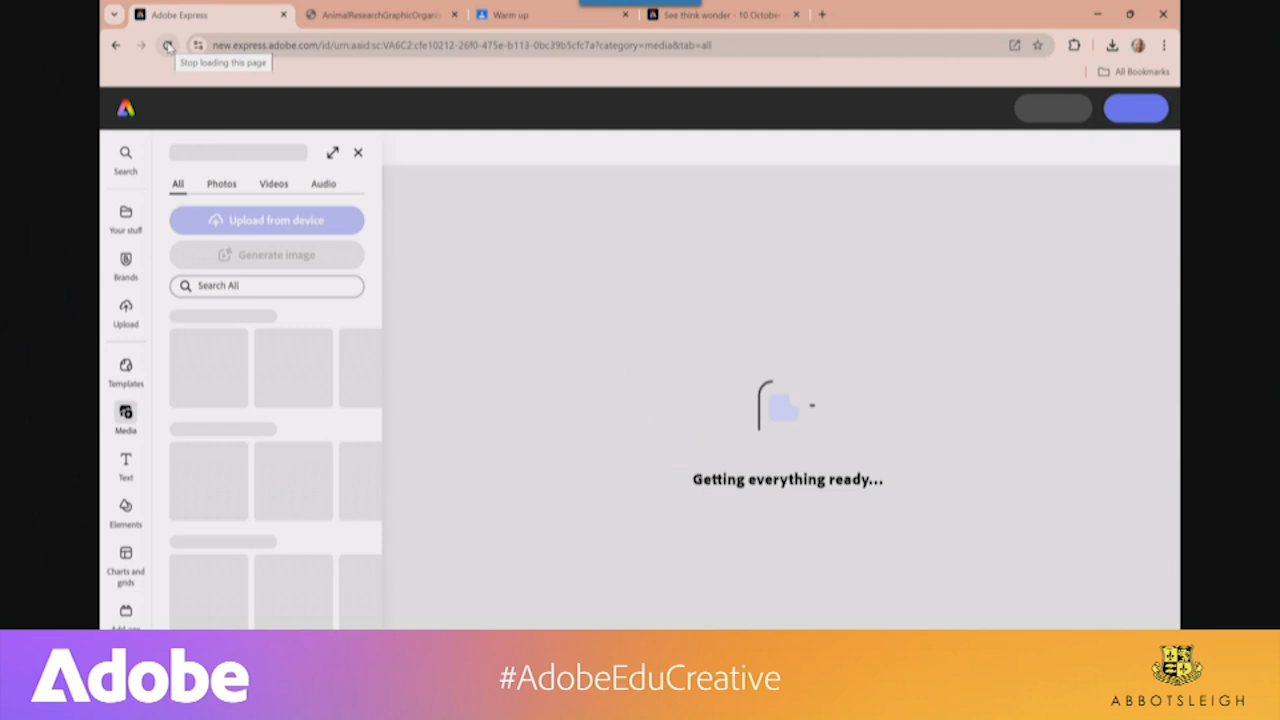 Adobe Express
AnimalResearchGraphicOrgani
Warm up
See think wonder - 10 October
new.express.adobe.com/id/urn:aaid:sc:VA6C2:cfe10212-26f0-475e-b113-0bc39b5cfc7a?category=media&tab=all
Stop loading this page
All Bookmarks
Search
All
Photos
Videos
Audio
Upload from device
Your stuff
Generate image
Brands
Search All
Upload
Templates
Media
Text
Getting everything ready...
Elements
Charts and
grids
Adobe
#AdobeEduCreative
ABBOTSLEIGH